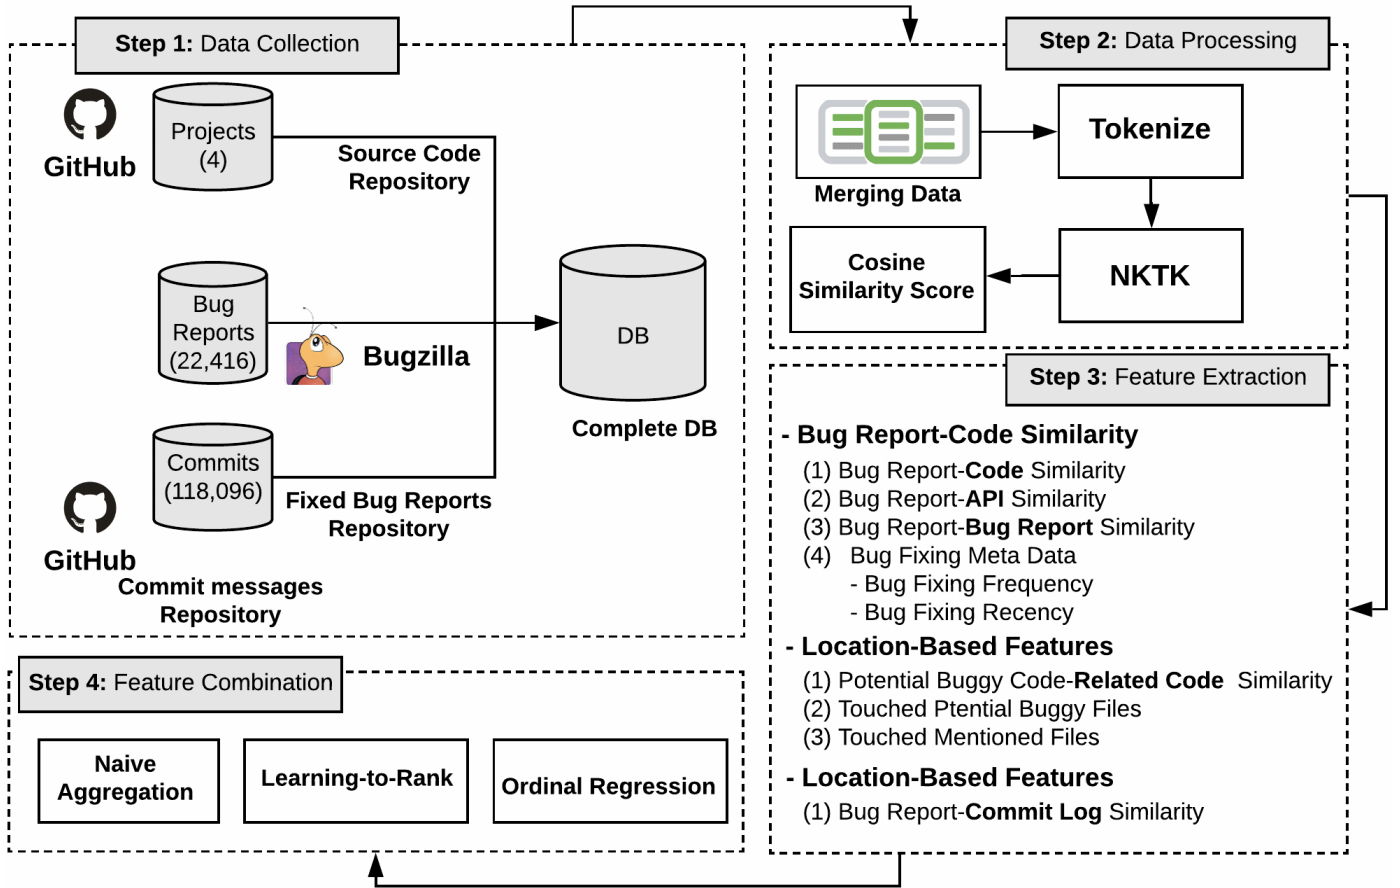 Step 1: Data Collection
GitHub
Projects
(4)
Source Code
Repository
Bug
Reports
(22,416)
Bugzilla
DB
Complete DB
Commits
(118,096)
Fixed Bug Reports
Repository
GitHub
Commit messages
Repository
Step 2: Data Processing
Merging Data
Tokenize
NKTK
Cosine
Similarity Score
Step 3: Feature Extraction
- Bug Report-Code Similarity
(1) Bug Report-Code Similarity
(2) Bug Report-API Similarity
(3) Bug Report-Bug Report Similarity
(4) Bug Fixing Meta Data
- Bug Fixing Frequency
- Bug Fixing Recency
- Location-Based Features
(1) Potential Buggy Code-Related Code Similarity
(2) Touched Ptential Buggy Files
(3) Touched Mentioned Files
- Location-Based Features
(1) Bug Report-Commit Log Similarity
Step 4: Feature Combination
Naive
Aggregation
Learning-to-Rank
Ordinal Regression